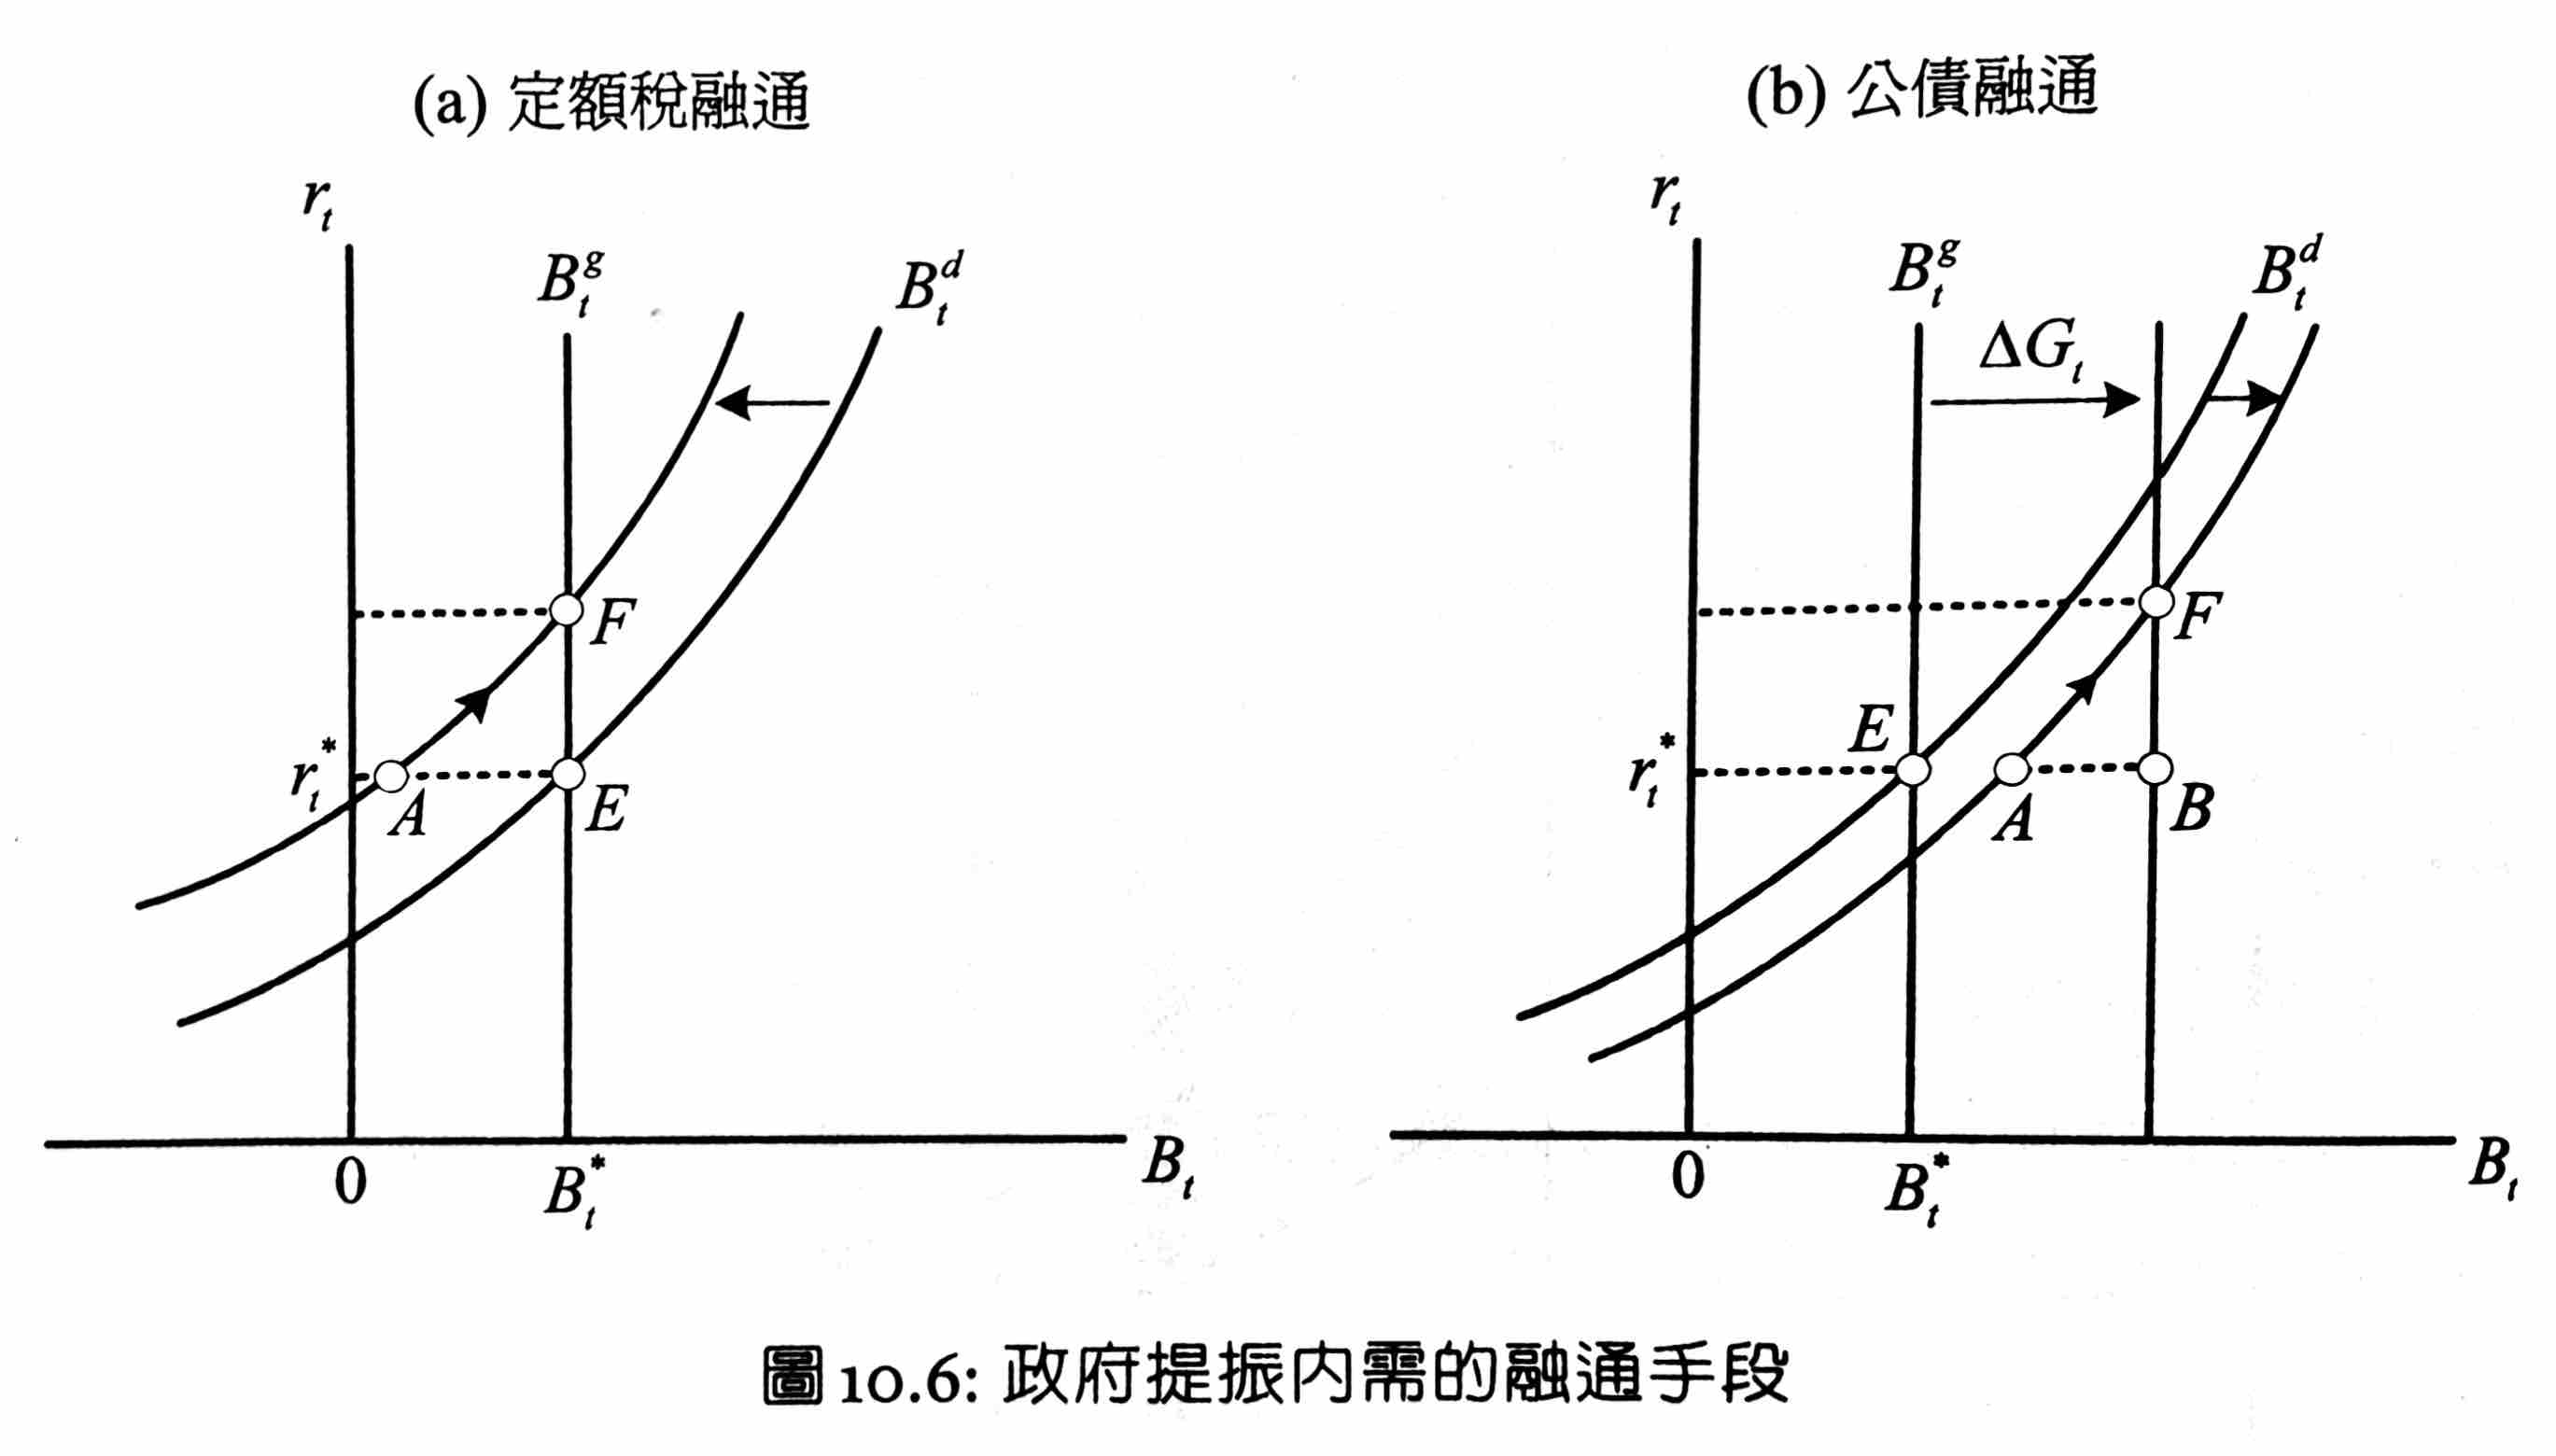 (a) 定額稅融通
(b) 公債融通
r_t
B_t^g
B_t^d
F
r_t^*
A
E
0
B_t^*
B_t
r_t
B_t^g
ΔG_t
B_t^d
F
E
r_t^*
A
B
0
B_t^*
B_t
圖 10.6: 政府提振內需的融通手段